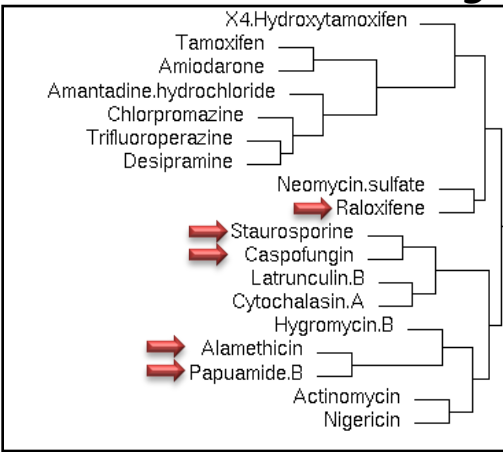 X4.Hydroxytamoxifen
Tamoxifen
Amiodarone
Amantadine.hydrochloride
Chlorpromazine
Trifluoroperazine
Desipramine
Neomycin.sulfate
Raloxifene
Staurosporine
Caspofungin
Latrunculin.B
Cytochalasin.A
Hygromycin.B
Alamethicin
Papuamide.B
Actinomycin
Nigericin